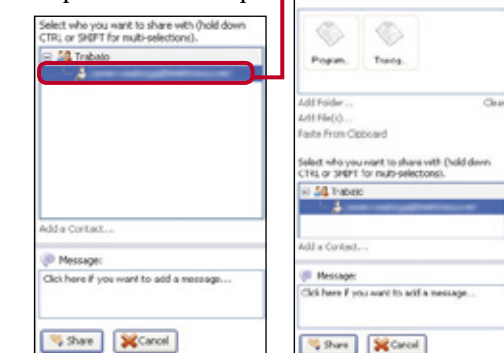 Select who you want to share with (hold down
CTRL or SHIFT for multi-selections).
Trabajo
Add a Contact...
Message:
Click here if you want to add a message...
Share
Cancel
Program.
Add Folder ...
Clear
Add File(s)...
Paste From Clipboard
Select who you want to share with (hold down
CTRL or SHIFT for multi-selections).
Trabajo
Add a Contact...
Message:
Click here if you want to add a message...
Share
Cancel